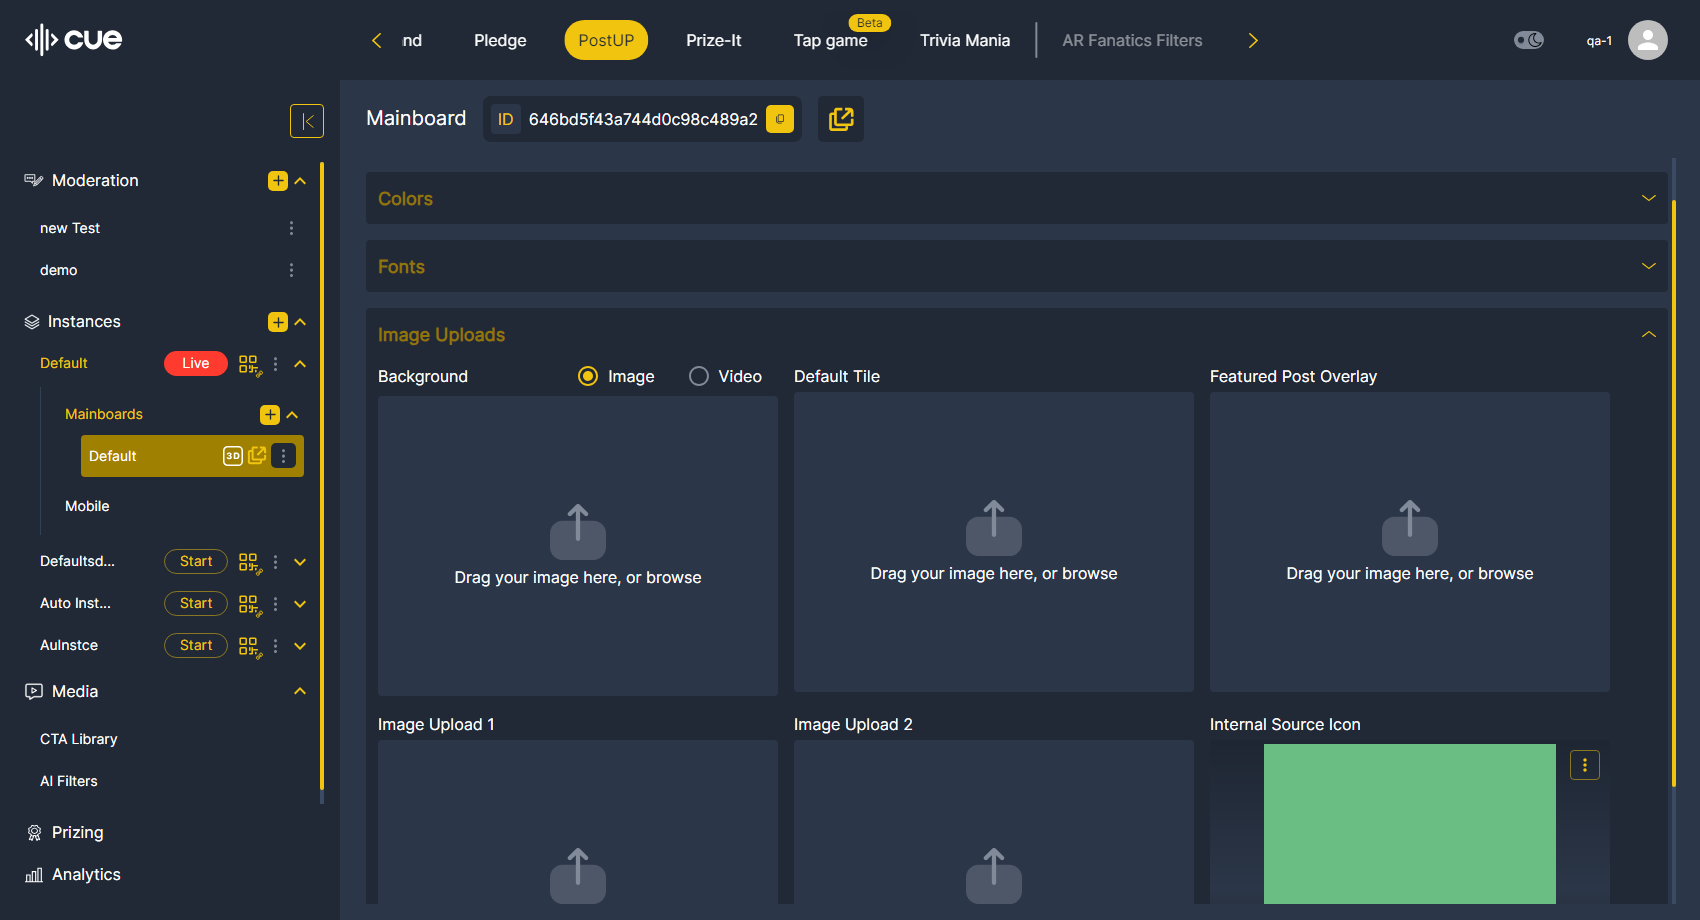 cue
nd
Pledge
PostUP
Prize-It
Tap game
Beta
Trivia Mania
AR Fanatics Filters
qa-1
Moderation
new Test
demo
Instances
Default
Live
Mainboards
Default
3D
Mobile
Defaultsd...
Start
Auto Inst...
Start
AuInstce
Start
Media
CTA Library
AI Filters
Prizing
Analytics
Mainboard
ID 646bd5f43a744d0c98c489a2
Colors
Fonts
Image Uploads
Background
Image
Video
Default Tile
Featured Post Overlay
Drag your image here, or browse
Drag your image here, or browse
Drag your image here, or browse
Image Upload 1
Image Upload 2
Internal Source Icon